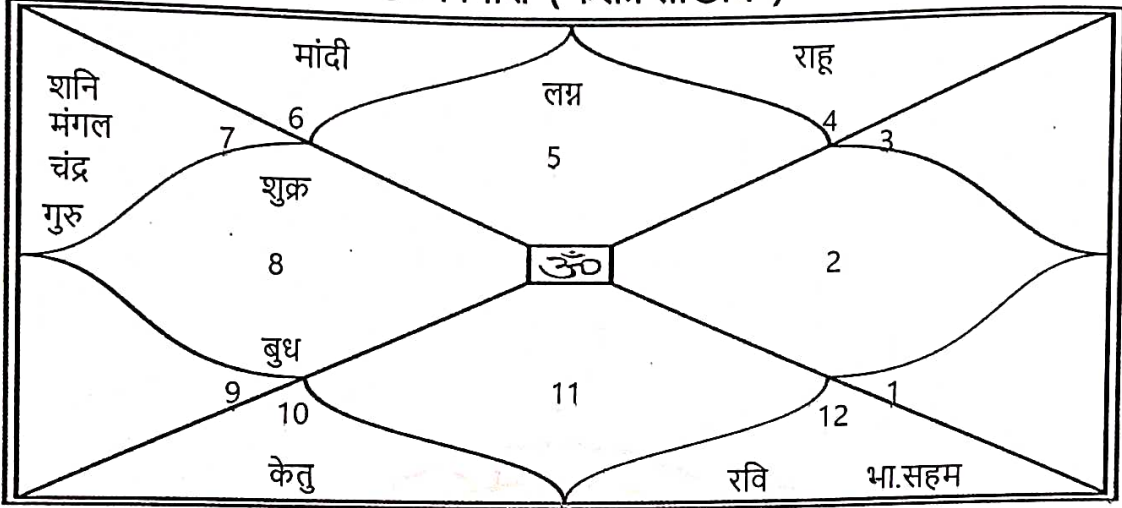 मांदी
राहू
शनि
मंगल
चंद्र
गुरु
लग्न
6
7
5
4
3
शुक्र
8
ॐ
2
बुध
9
10
11
12
1
केतु
रवि
भा.सहम